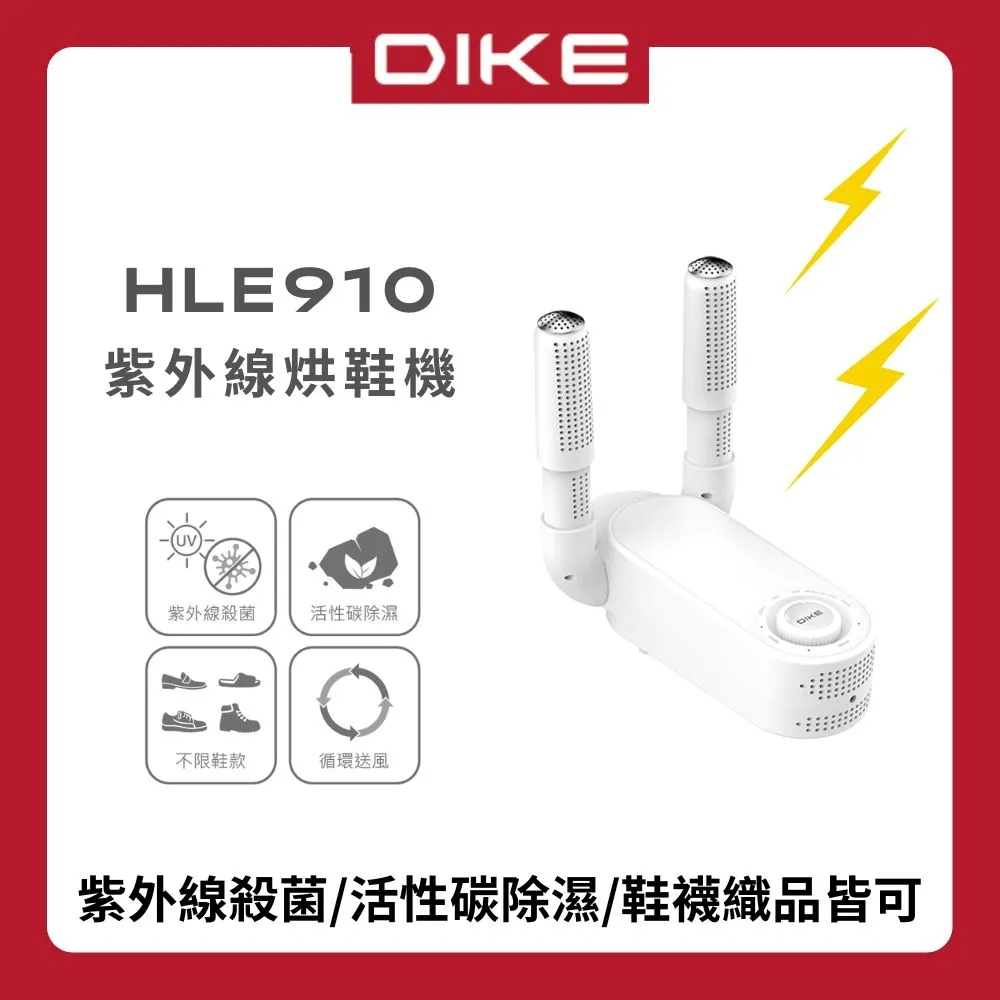 DIKE
HLE910
紫外線烘鞋機
UV
紫外線殺菌
活性碳除濕
不限鞋款
循環送風
DIKE
紫外線殺菌/活性碳除濕/鞋襪織品皆可